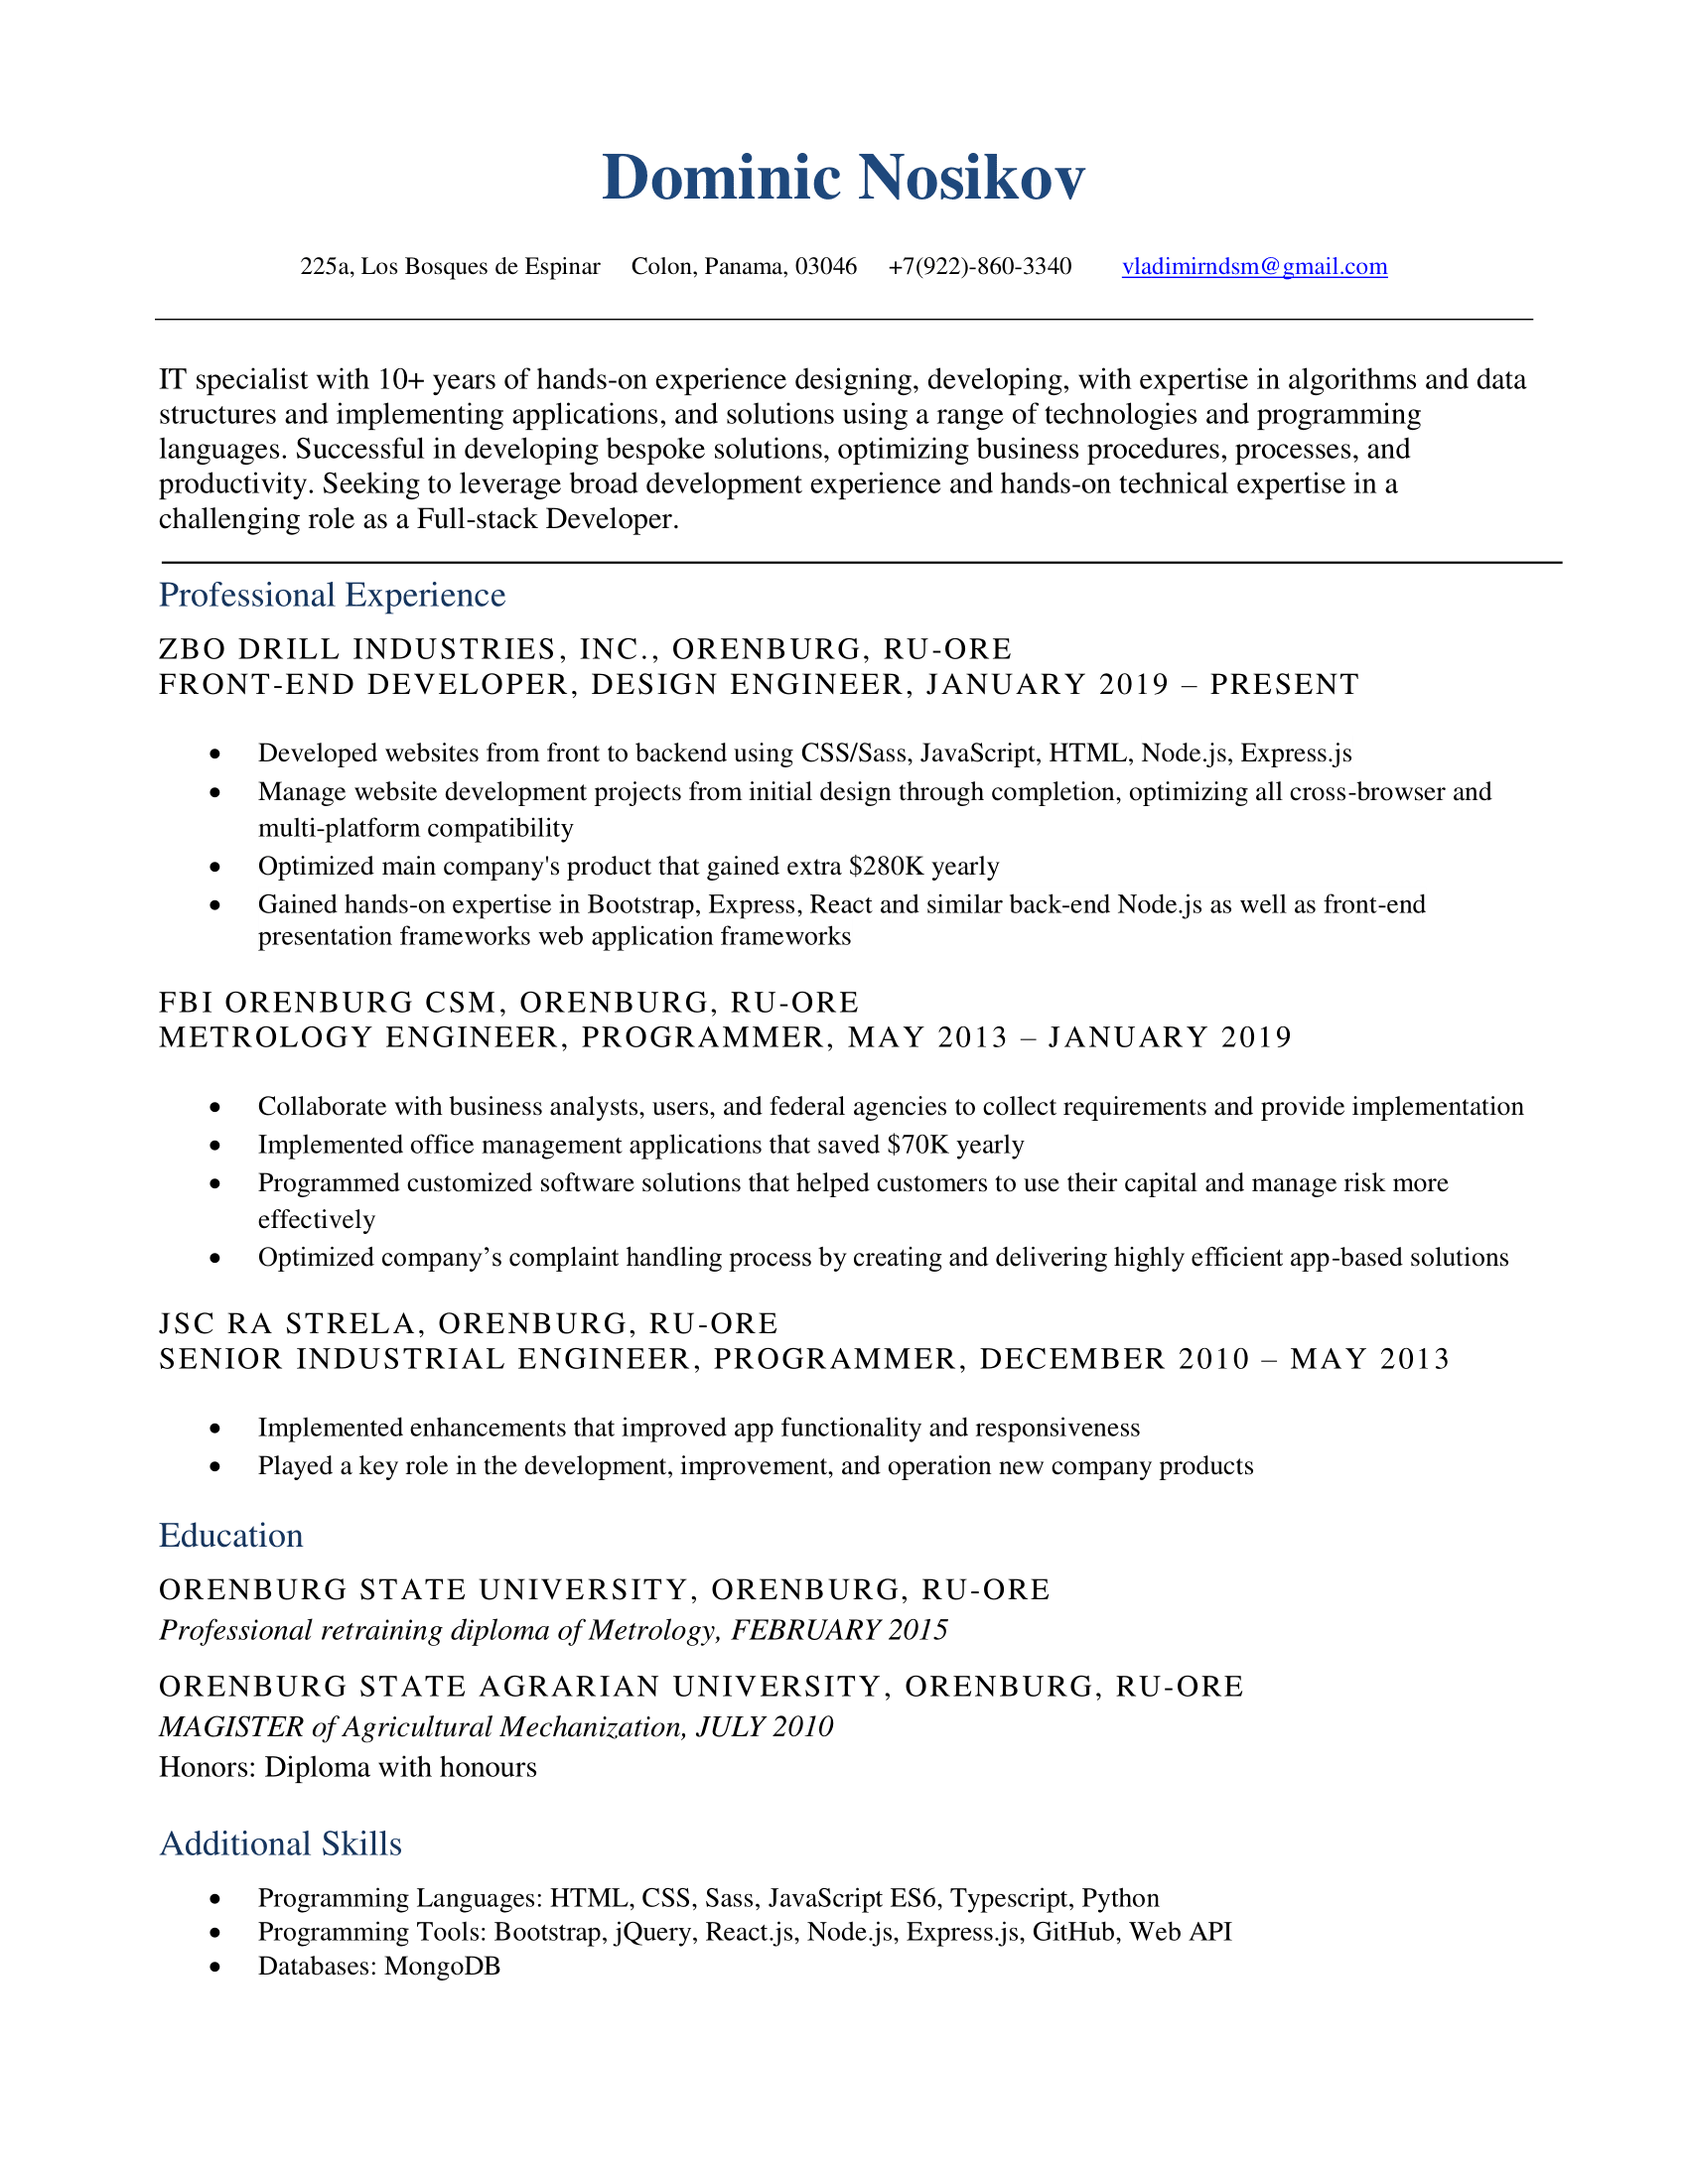 Dominic Nosikov
225a, Los Bosques de Espinar Colon, Panama, 03046 +7(922)-860-3340 vladimirndsm@gmail.com
IT specialist with 10+ years of hands-on experience designing, developing, with expertise in algorithms and data
structures and implementing applications, and solutions using a range of technologies and programming
languages. Successful in developing bespoke solutions, optimizing business procedures, processes, and
productivity. Seeking to leverage broad development experience and hands-on technical expertise in a
challenging role as a Full-stack Developer.
Professional Experience
ZBO DRILL INDUSTRIES, INC., ORENBURG, RU-ORE
FRONT-END DEVELOPER, DESIGN ENGINEER, JANUARY 2019 – PRESENT
• Developed websites from front to backend using CSS/Sass, JavaScript, HTML, Node.js, Express.js
• Manage website development projects from initial design through completion, optimizing all cross-browser and
multi-platform compatibility
• Optimized main company's product that gained extra $280K yearly
• Gained hands-on expertise in Bootstrap, Express, React and similar back-end Node.js as well as front-end
presentation frameworks web application frameworks
FBI ORENBURG CSM, ORENBURG, RU-ORE
METROLOGY ENGINEER, PROGRAMMER, MAY 2013 – JANUARY 2019
• Collaborate with business analysts, users, and federal agencies to collect requirements and provide implementation
• Implemented office management applications that saved $70K yearly
• Programmed customized software solutions that helped customers to use their capital and manage risk more
effectively
• Optimized company’s complaint handling process by creating and delivering highly efficient app-based solutions
JSC RA STRELA, ORENBURG, RU-ORE
SENIOR INDUSTRIAL ENGINEER, PROGRAMMER, DECEMBER 2010 – MAY 2013
• Implemented enhancements that improved app functionality and responsiveness
• Played a key role in the development, improvement, and operation new company products
Education
ORENBURG STATE UNIVERSITY, ORENBURG, RU-ORE
Professional retraining diploma of Metrology, FEBRUARY 2015
ORENBURG STATE AGRARIAN UNIVERSITY, ORENBURG, RU-ORE
MAGISTER of Agricultural Mechanization, JULY 2010
Honors: Diploma with honours
Additional Skills
• Programming Languages: HTML, CSS, Sass, JavaScript ES6, Typescript, Python
• Programming Tools: Bootstrap, jQuery, React.js, Node.js, Express.js, GitHub, Web API
• Databases: MongoDB